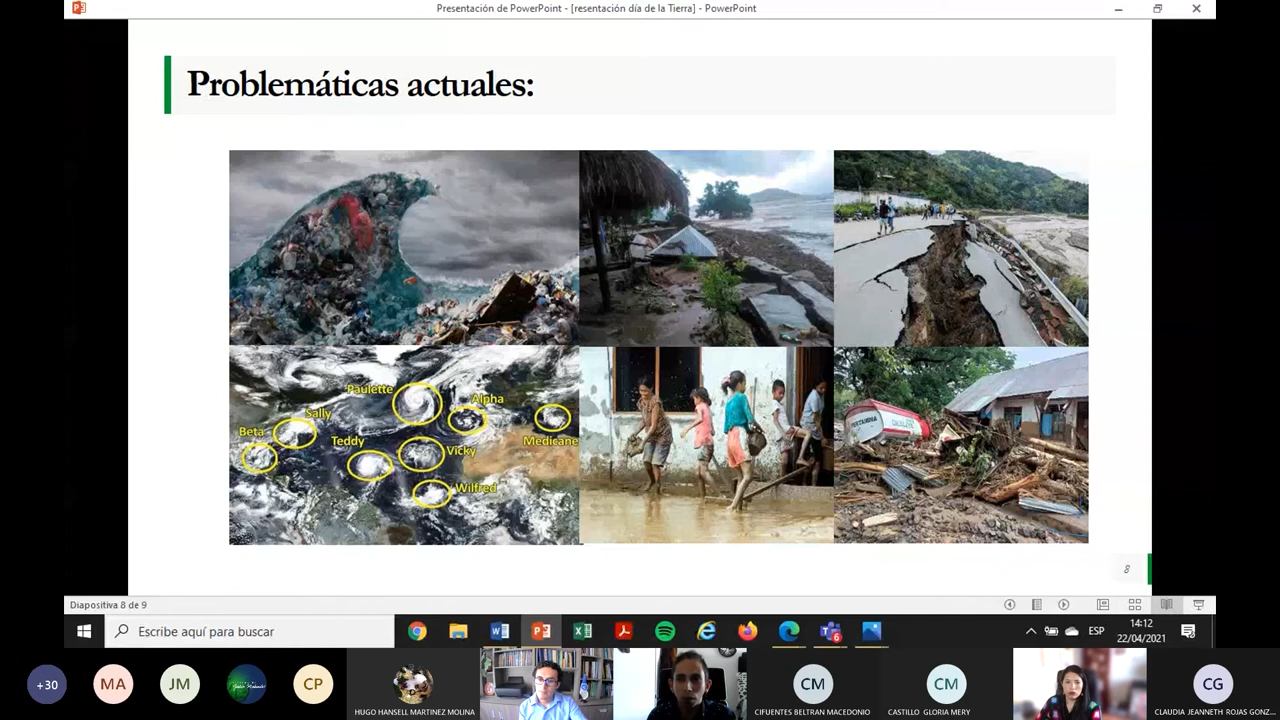 Presentación de PowerPoint - [resentación día de la Tierra] - PowerPoint
Problemáticas actuales:
Paulette
Alpha
Sally
Beta
Teddy
Medicane
Vicky
Wilfred
PERTAMINA
8
Diapositiva 8 de 9
Escribe aquí para buscar
6
ESP
14:12
22/04/2021
+30
MA
JM
CP
CM
CM
CG
HUGO HANSELL MARTINEZ MOLINA
CIFUENTES BELTRAN MACEDONIO
CASTILLO GLORIA MERY
CLAUDIA JEANNETH ROJAS GONZ...